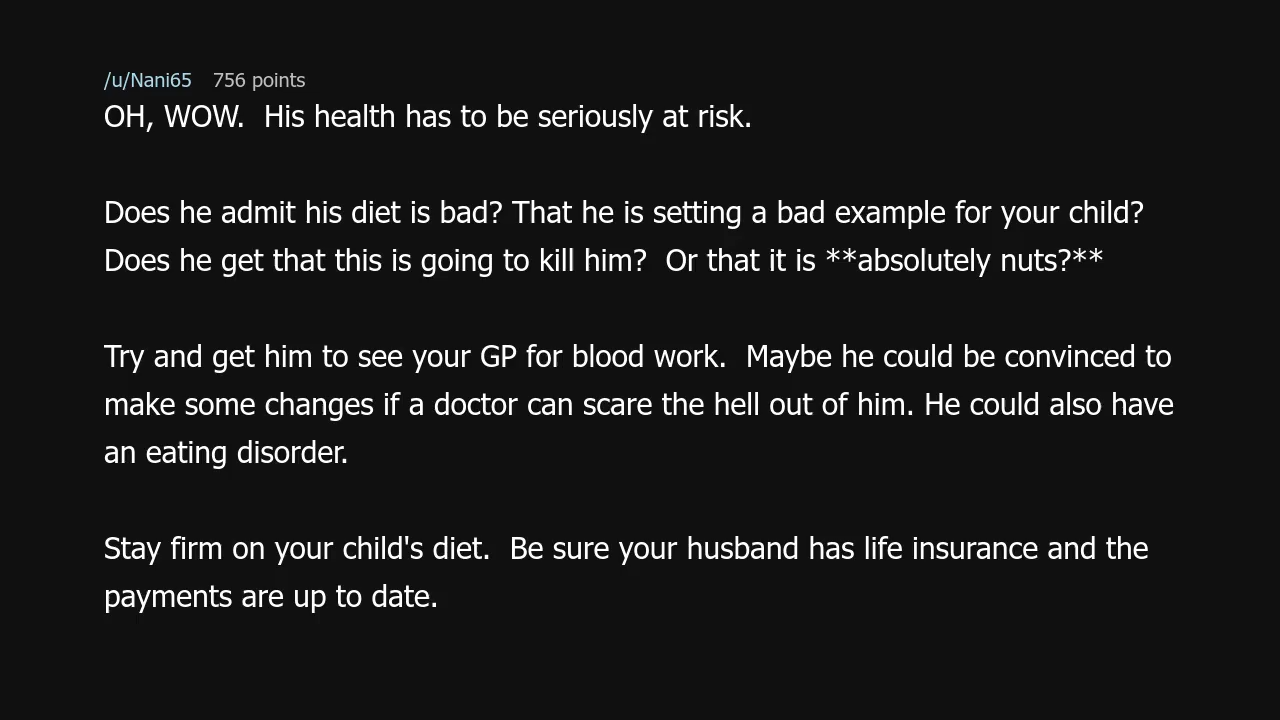 /u/Nani65 756 points
OH, WOW.  His health has to be seriously at risk.
Does he admit his diet is bad? That he is setting a bad example for your child?
Does he get that this is going to kill him?  Or that it is **absolutely nuts?**
Try and get him to see your GP for blood work.  Maybe he could be convinced to
make some changes if a doctor can scare the hell out of him. He could also have
an eating disorder.
Stay firm on your child's diet.  Be sure your husband has life insurance and the
payments are up to date.